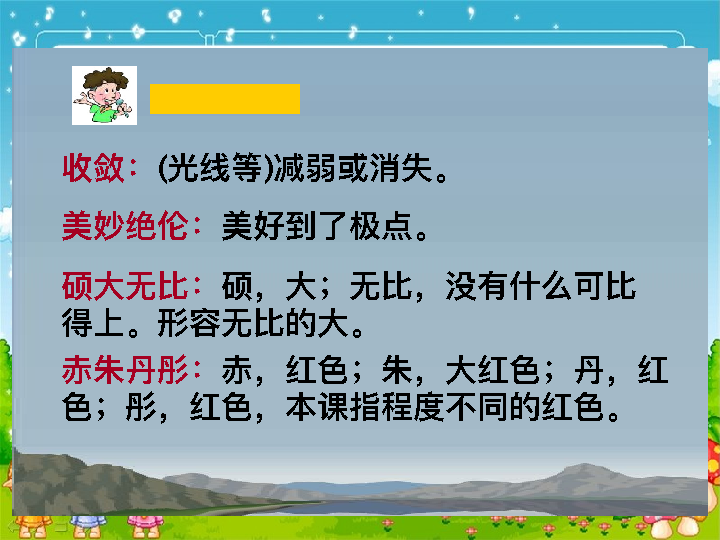 收敛：(光线等)减弱或消失。
美妙绝伦：美好到了极点。
硕大无比：硕，大；无比，没有什么可比
得上。形容无比的大。
赤朱丹彤：赤，红色；朱，大红色；丹，红
色；彤，红色，本课指程度不同的红色。